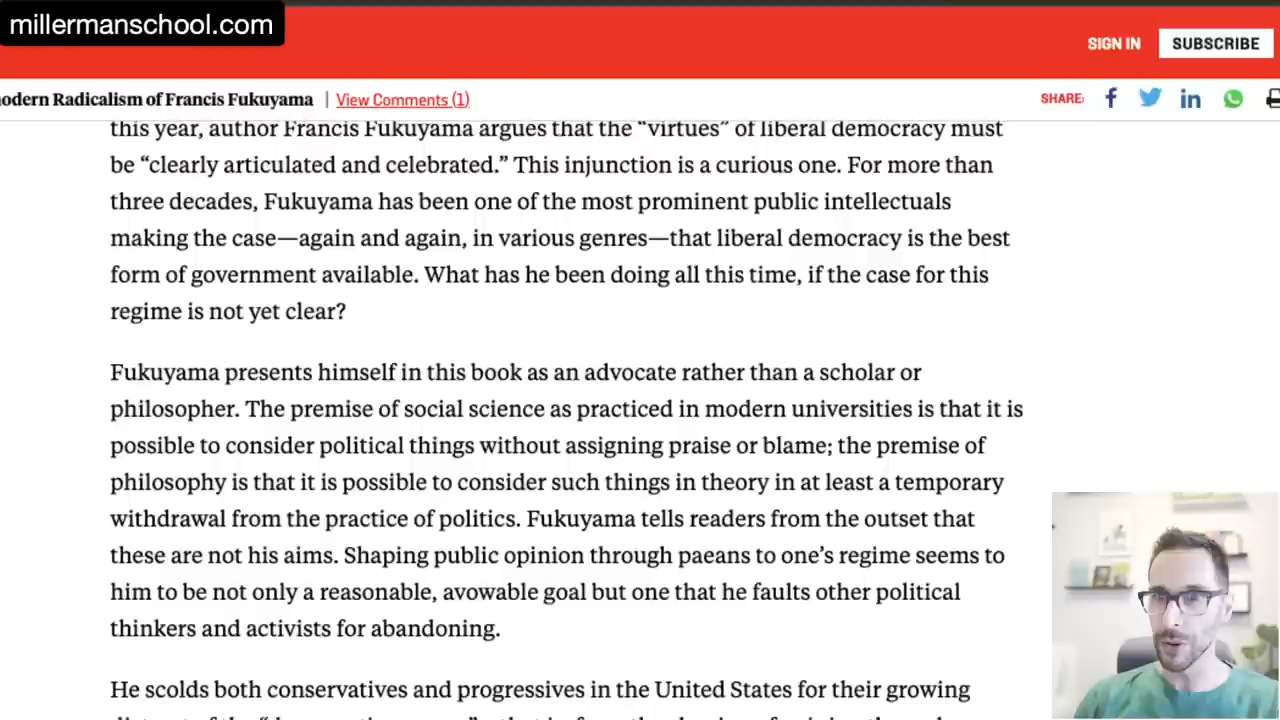 millermanschool.com
SIGN IN
SUBSCRIBE
odern Radicalism of Francis Fukuyama | View Comments (1)
SHARE:
this year, author Francis Fukuyama argues that the “virtues” of liberal democracy must
be “clearly articulated and celebrated.” This injunction is a curious one. For more than
three decades, Fukuyama has been one of the most prominent public intellectuals
making the case—again and again, in various genres—that liberal democracy is the best
form of government available. What has he been doing all this time, if the case for this
regime is not yet clear?
Fukuyama presents himself in this book as an advocate rather than a scholar or
philosopher. The premise of social science as practiced in modern universities is that it is
possible to consider political things without assigning praise or blame; the premise of
philosophy is that it is possible to consider such things in theory in at least a temporary
withdrawal from the practice of politics. Fukuyama tells readers from the outset that
these are not his aims. Shaping public opinion through paeans to one’s regime seems to
him to be not only a reasonable, avowable goal but one that he faults other political
thinkers and activists for abandoning.
He scolds both conservatives and progressives in the United States for their growing